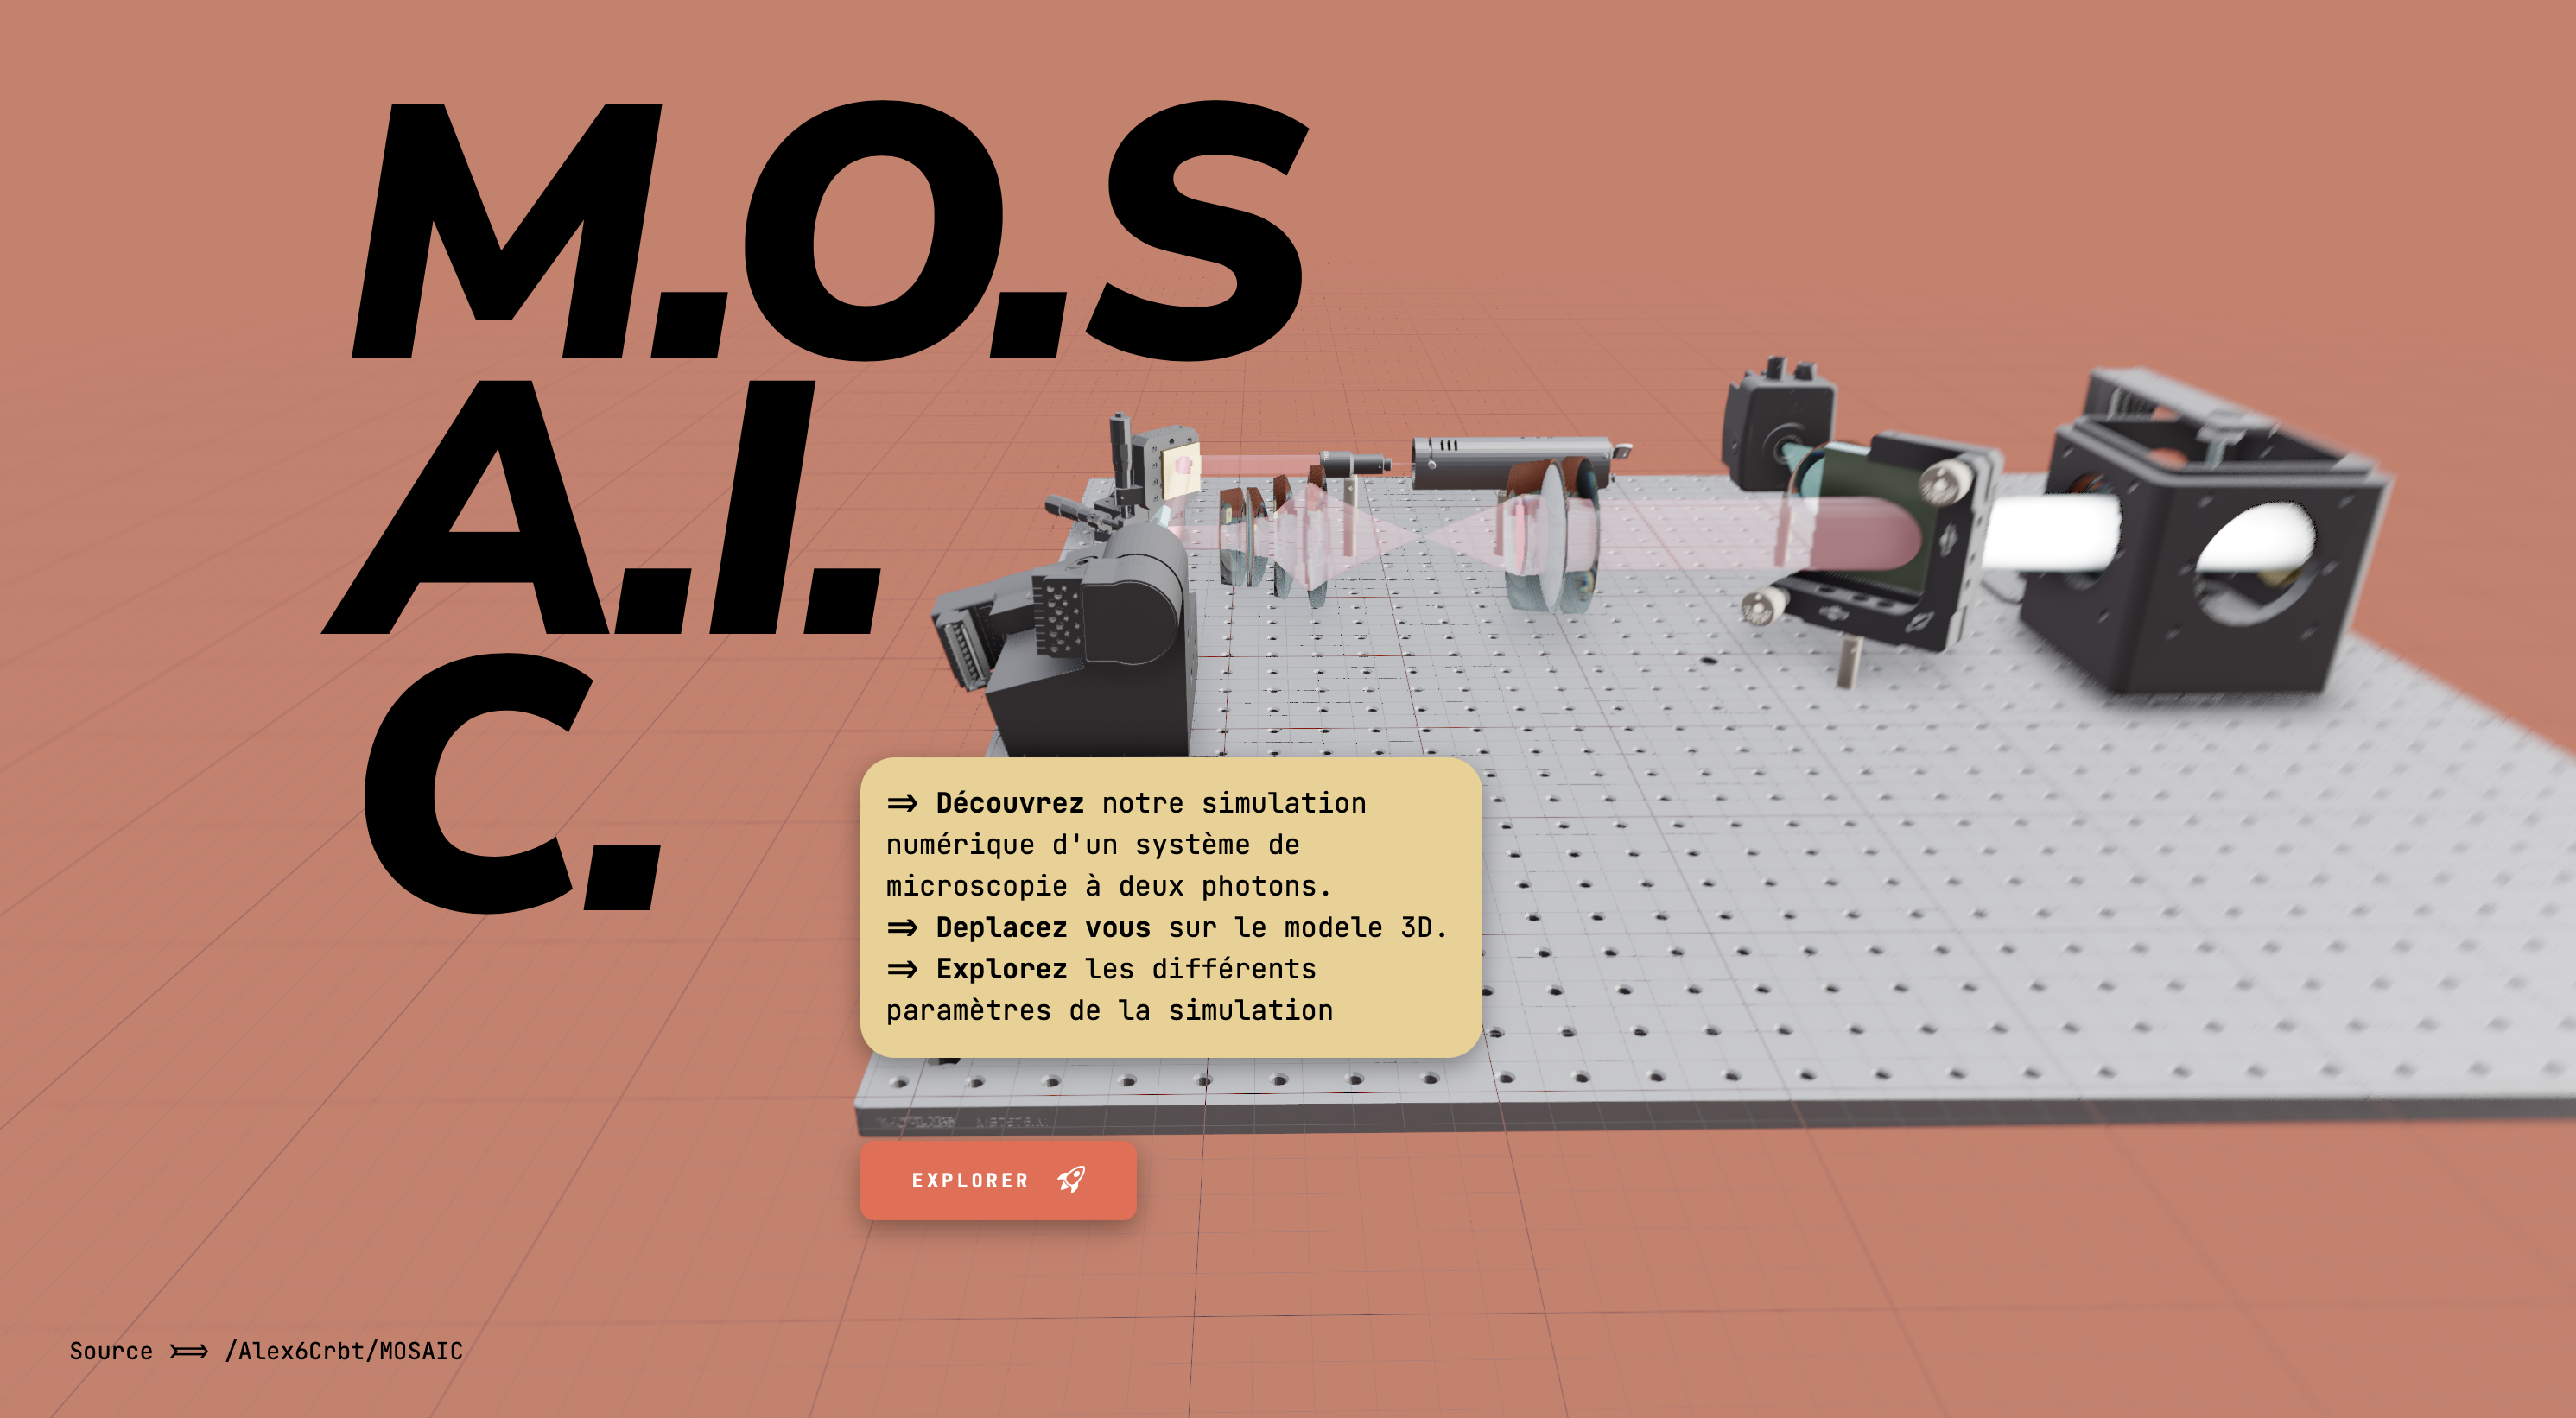 M.O.S
A.I.
C.
⇒ Découvrez notre simulation
numérique d'un système de
microscopie à deux photons.
⇒ Deplacez vous sur le modele 3D.
⇒ Explorez les différents
paramètres de la simulation
EXPLORER
Source >=> /Alex6Crbt/MOSAIC